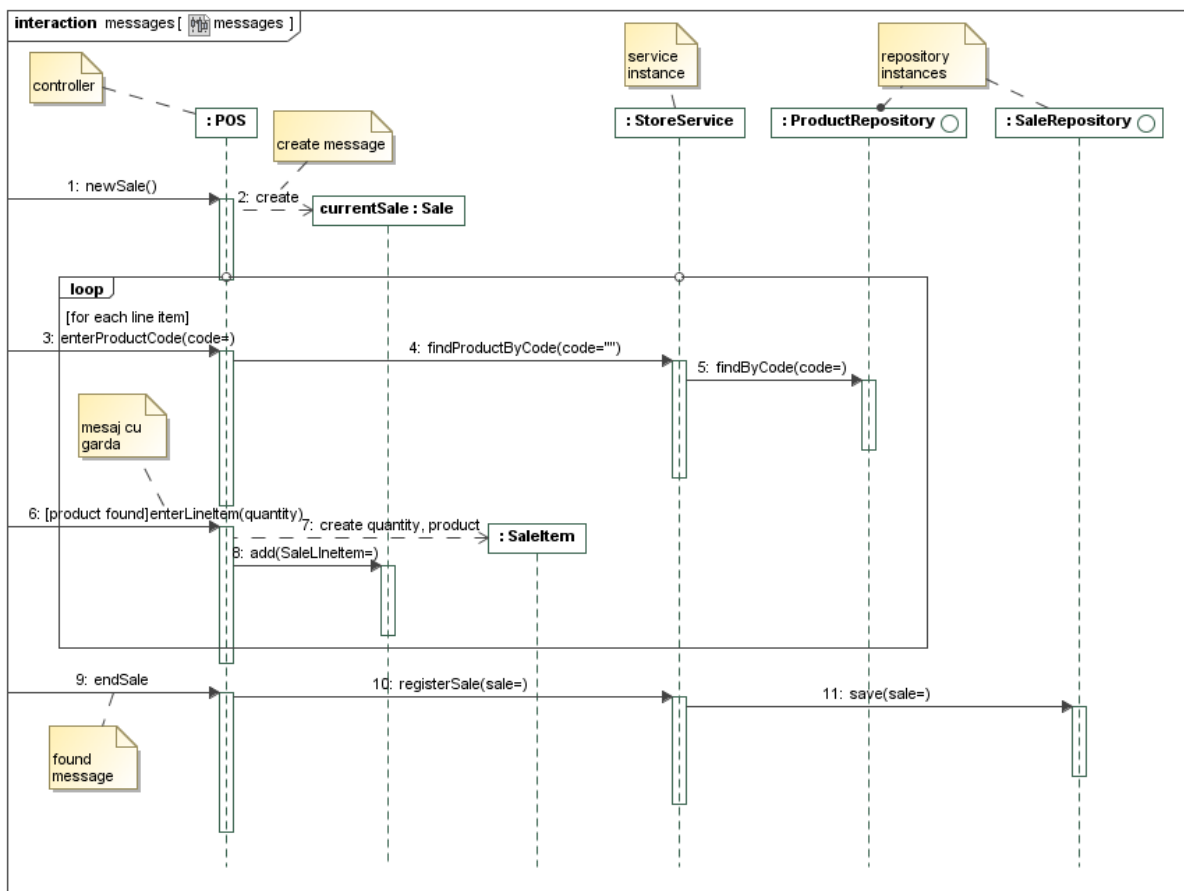 interaction messages [ messages ]
controller
service
instance
repository
instances
: POS
create message
: StoreService
: ProductRepository
: SaleRepository
1: newSale()
2: create
currentSale : Sale
loop
[for each line item]
3: enterProductCode(code=)
4: findProductByCode(code="")
5: findByCode(code=)
mesaj cu
garda
6: [product found]enterLineItem(quantity)
7: create quantity, product
: SaleItem
8: add(SaleLIneItem=)
9: endSale
10: registerSale(sale=)
11: save(sale=)
found
message